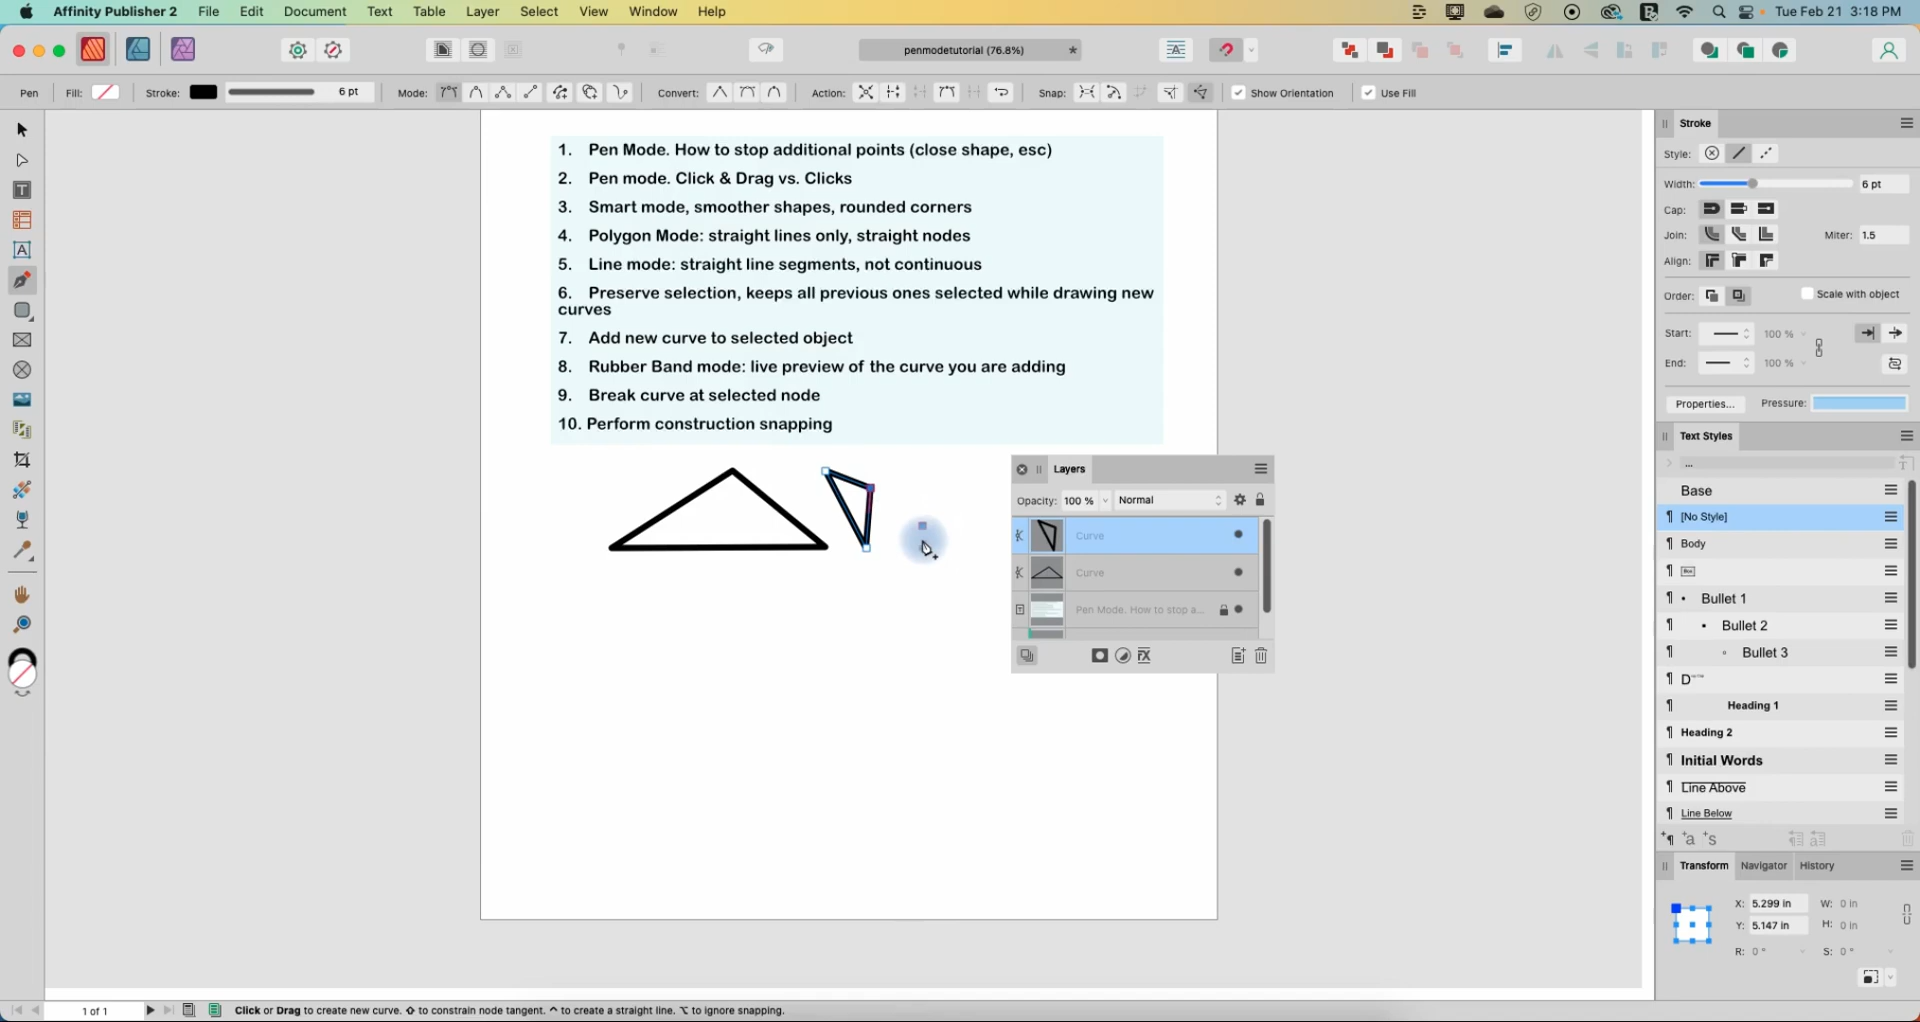 Affinity Publisher 2 File Edit Document Text Table Layer Select View Window Help Tue Feb 21 3:18 PM
penmodetutorial (76.8%) *
Pen Fill: Stroke: 6 pt Mode: Convert: Action: Snap: Show Orientation Use Fill
1. Pen Mode. How to stop additional points (close shape, esc)
2. Pen mode. Click & Drag vs. Clicks
3. Smart mode, smoother shapes, rounded corners
4. Polygon Mode: straight lines only, straight nodes
5. Line mode: straight line segments, not continuous
6. Preserve selection, keeps all previous ones selected while drawing new
curves
7. Add new curve to selected object
8. Rubber Band mode: live preview of the curve you are adding
9. Break curve at selected node
10. Perform construction snapping
Layers
Opacity: 100 % Normal
Curve
Curve
Pen Mode. How to stop a...
Stroke
Style:
Width: 6 pt
Cap:
Join: Miter: 1.5
Align:
Order: Scale with object
Start: 100 %
End: 100 %
Properties... Pressure:
Text Styles
...
Base
[No Style]
Body
Bullet 1
Bullet 2
Bullet 3
Heading 1
Heading 2
Initial Words
Line Above
Line Below
Transform Navigator History
X: 5.299 in W: 0 in
Y: 5.147 in H: 0 in
R: 0 ° S: 0 °
1 of 1 Click or Drag to create new curve. ⇧ to constrain node tangent. ^ to create a straight line. ⌥ to ignore snapping.